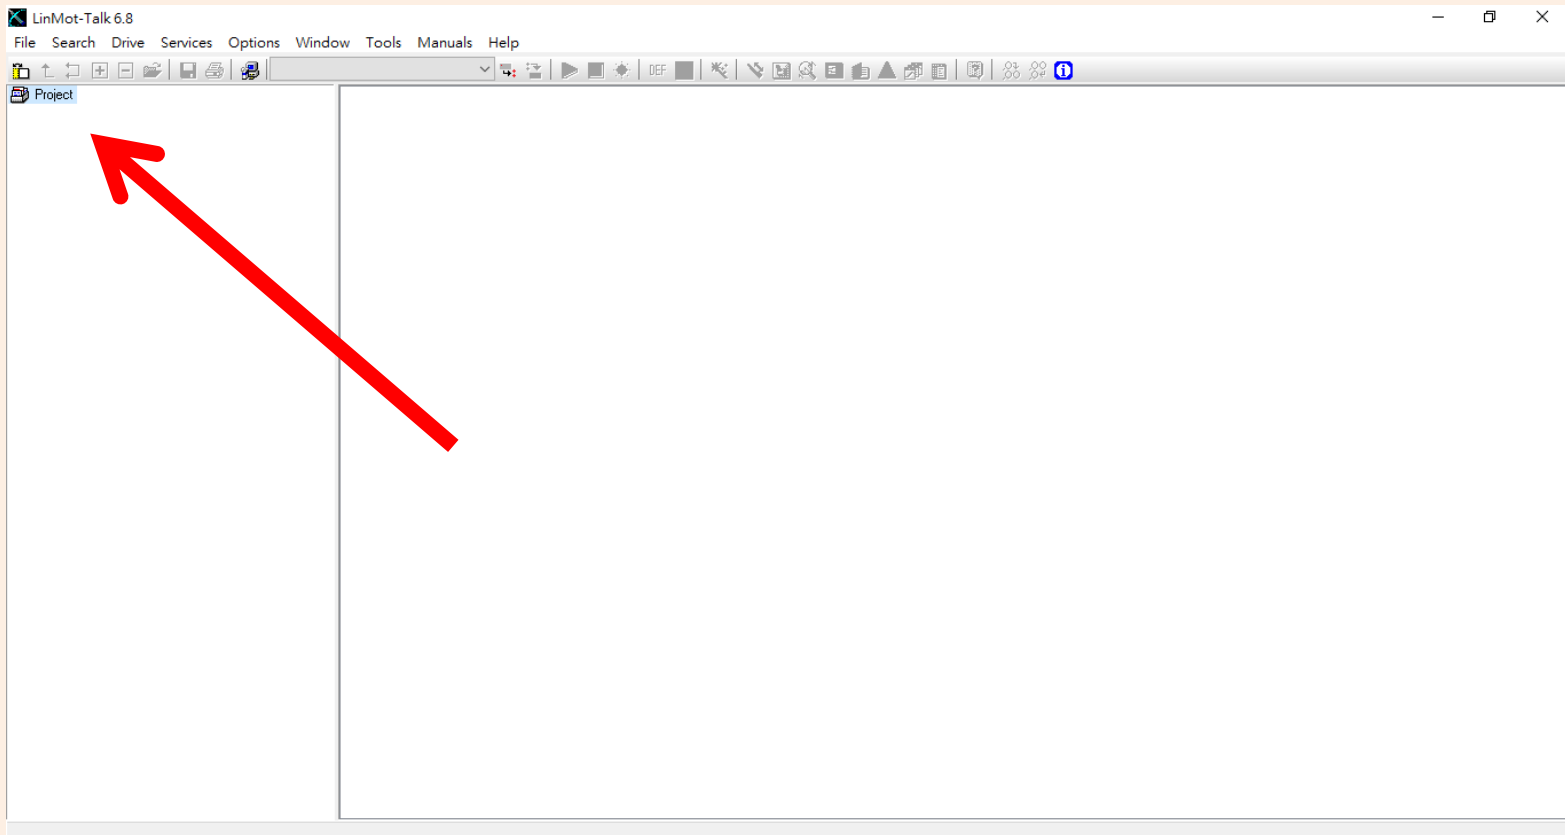 LinMot-Talk 6.8
File Search Drive Services Options Window Tools Manuals Help
DEF
Project